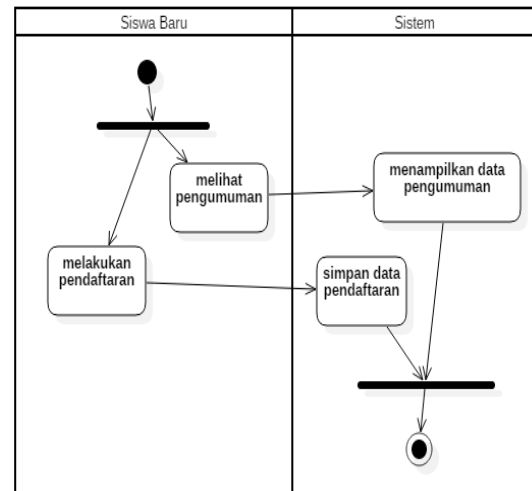 Siswa Baru
Sistem
melihat
pengumuman
menampilkan data
pengumuman
melakukan
pendaftaran
simpan data
pendaftaran